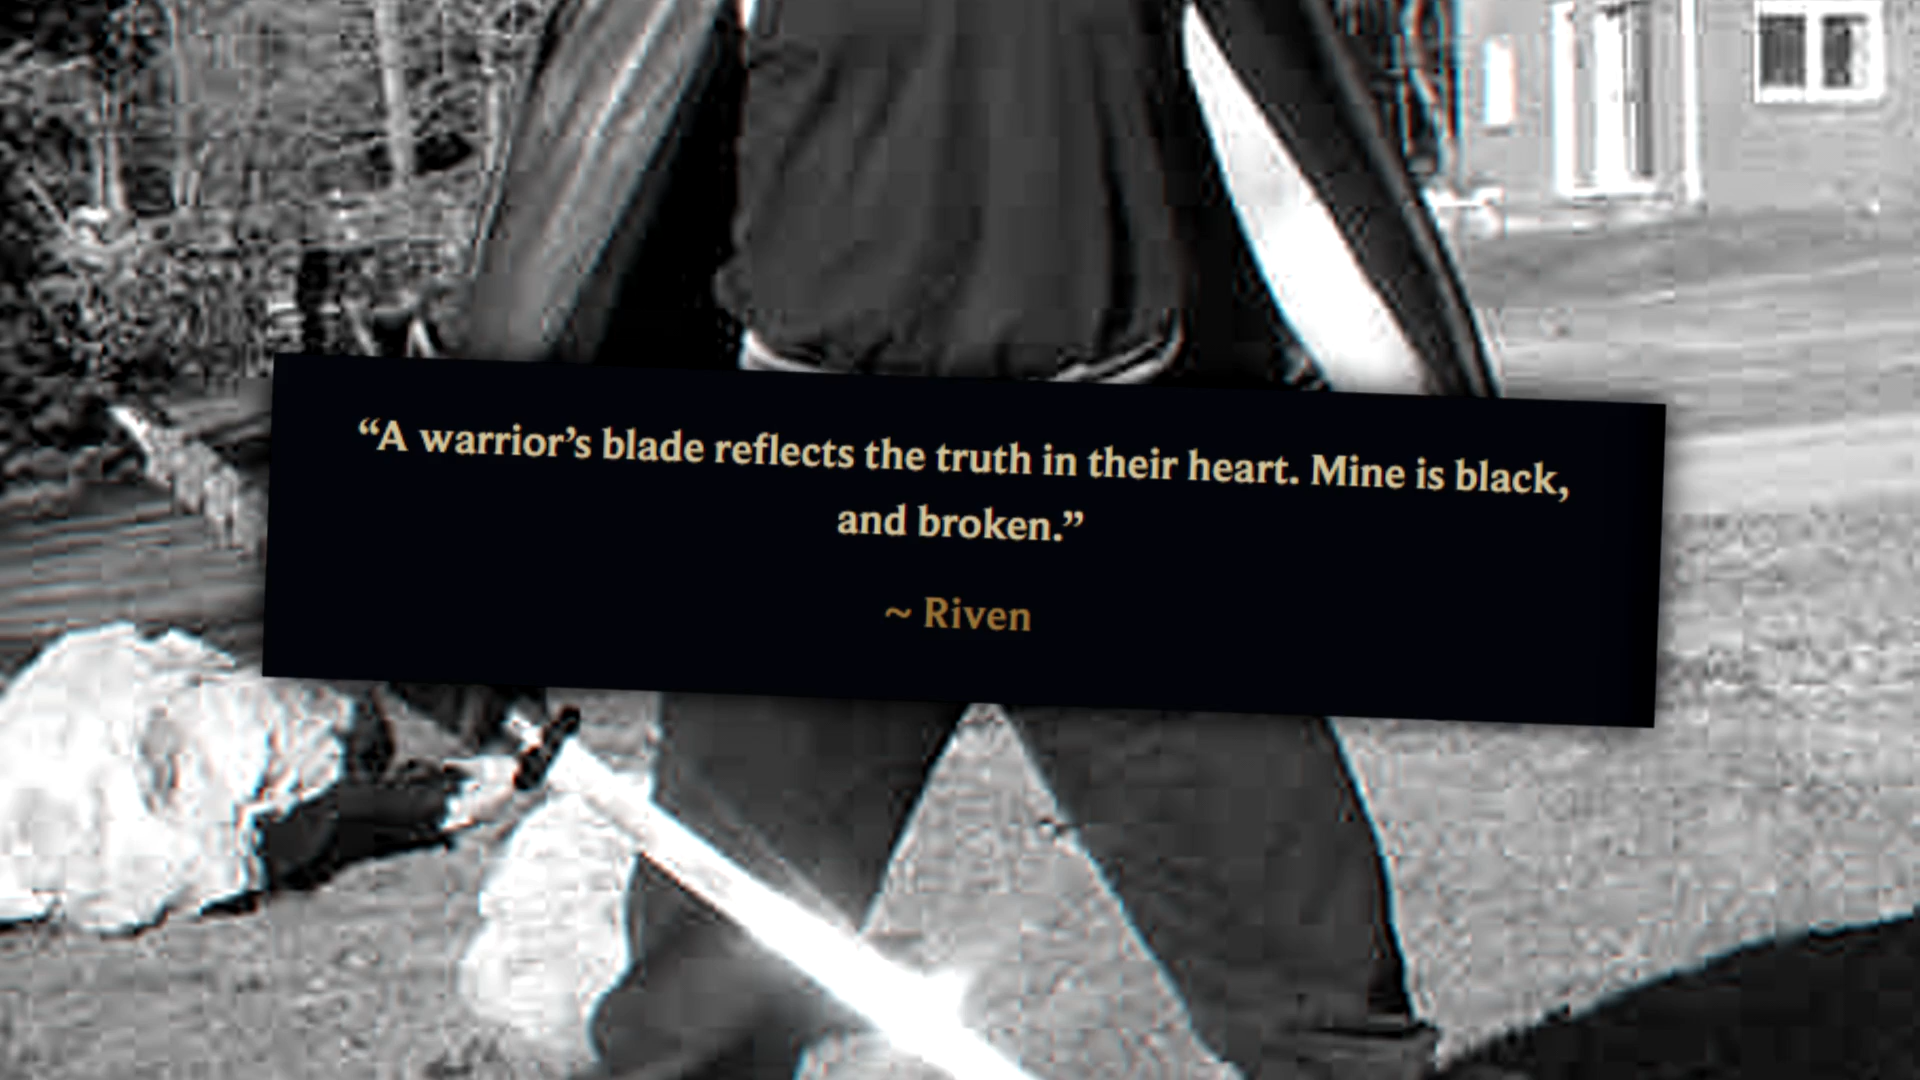 “A warrior’s blade reflects the truth in their heart. Mine is black,
and broken.”
~ Riven